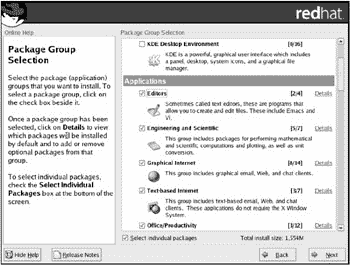 redhat.
Online Help
Package Group Selection
Package Group
Selection
Select the package (application)
groups that you want to install. To
select a package group, click on
the check box beside it.
Once a package group has been
selected, click on Details to view
which packages will be installed
by default and to add or remove
optional packages from that
group.
To select individual packages,
check the Select Individual
Packages box at the bottom of the
screen.
KDE Desktop Environment
KDE is a powerful, graphical user interface which includes
a panel, desktop, system icons, and a graphical file
manager.
Applications
Editors [2/4] Details
Sometimes called text editors, these are programs that
allow you to create and edit files. These include Emacs and
Vi.
Engineering and Scientific [5/7] Details
This group includes packages for performing mathematical
and scientific computations and plotting, as well as unit
conversion.
Graphical Internet Details
This group includes graphical email, Web, and chat clients.
Text-based Internet Details
This group includes text-based email, Web, and chat
clients. These applications do not require the X Window
System.
Office/Productivity Details
Select individual packages
Total install size: 1,554M
Hide Help
Release Notes
Back
Next